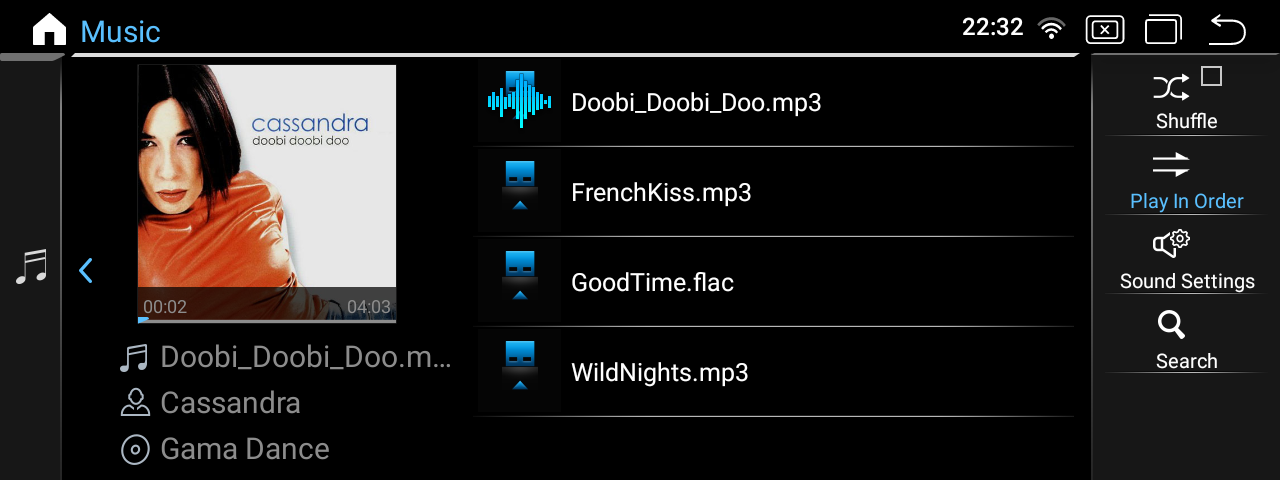 Music
22:32
cassandra
doobi doobi doo
00:02
04:03
Doobi_Doobi_Doo.m...
Cassandra
Gama Dance
Doobi_Doobi_Doo.mp3
FrenchKiss.mp3
GoodTime.flac
WildNights.mp3
Shuffle
Play In Order
Sound Settings
Search